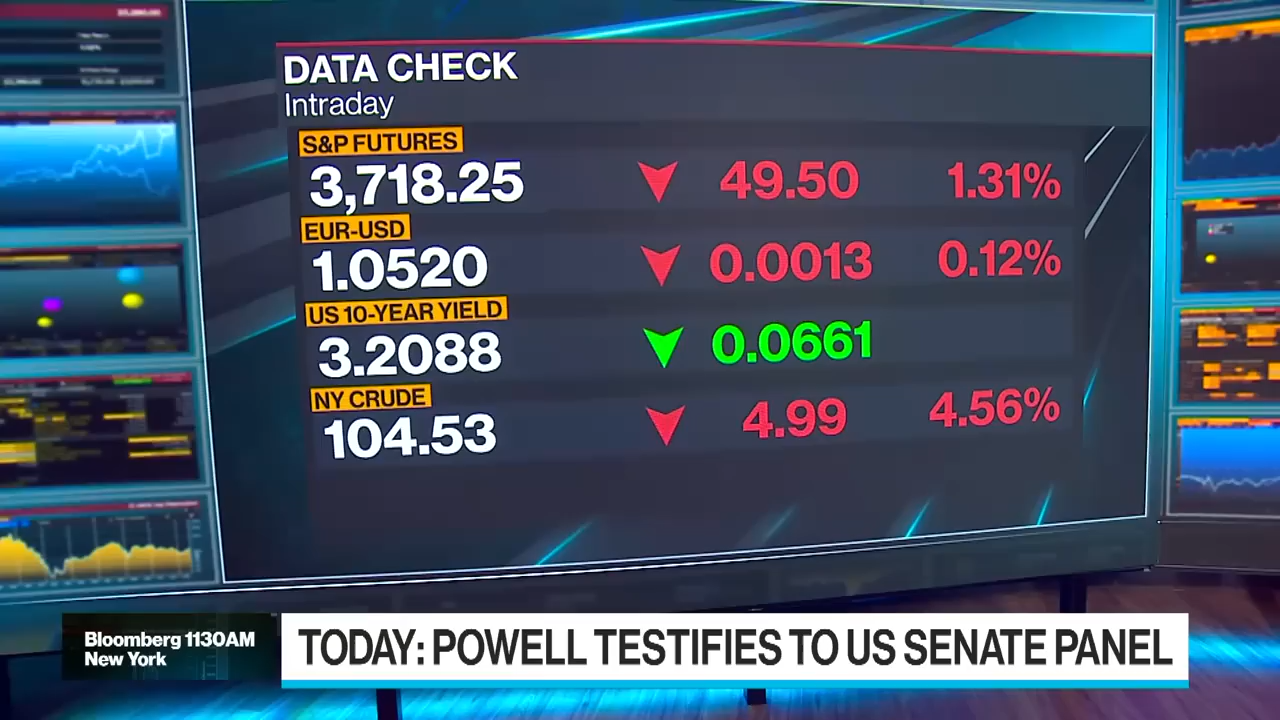 DATA CHECK
Intraday
S&P FUTURES
3,718.25 49.50 1.31%
EUR-USD
1.0520 0.0013 0.12%
US 10-YEAR YIELD
3.2088 0.0661
NY CRUDE
104.53 4.99 4.56%
Bloomberg 1130AM
New York
TODAY: POWELL TESTIFIES TO US SENATE PANEL